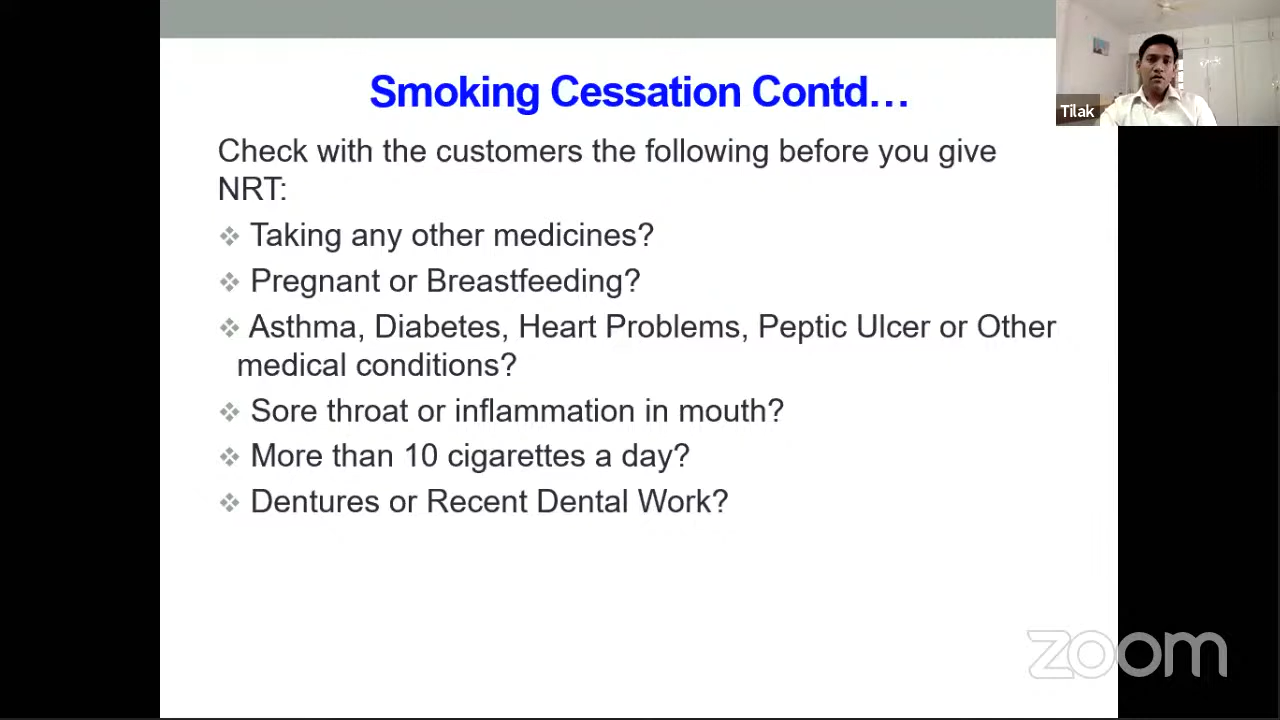 Smoking Cessation Contd…
Tilak
Check with the customers the following before you give
NRT:
❖ Taking any other medicines?
❖ Pregnant or Breastfeeding?
❖ Asthma, Diabetes, Heart Problems, Peptic Ulcer or Other
medical conditions?
❖ Sore throat or inflammation in mouth?
❖ More than 10 cigarettes a day?
❖ Dentures or Recent Dental Work?
zoom